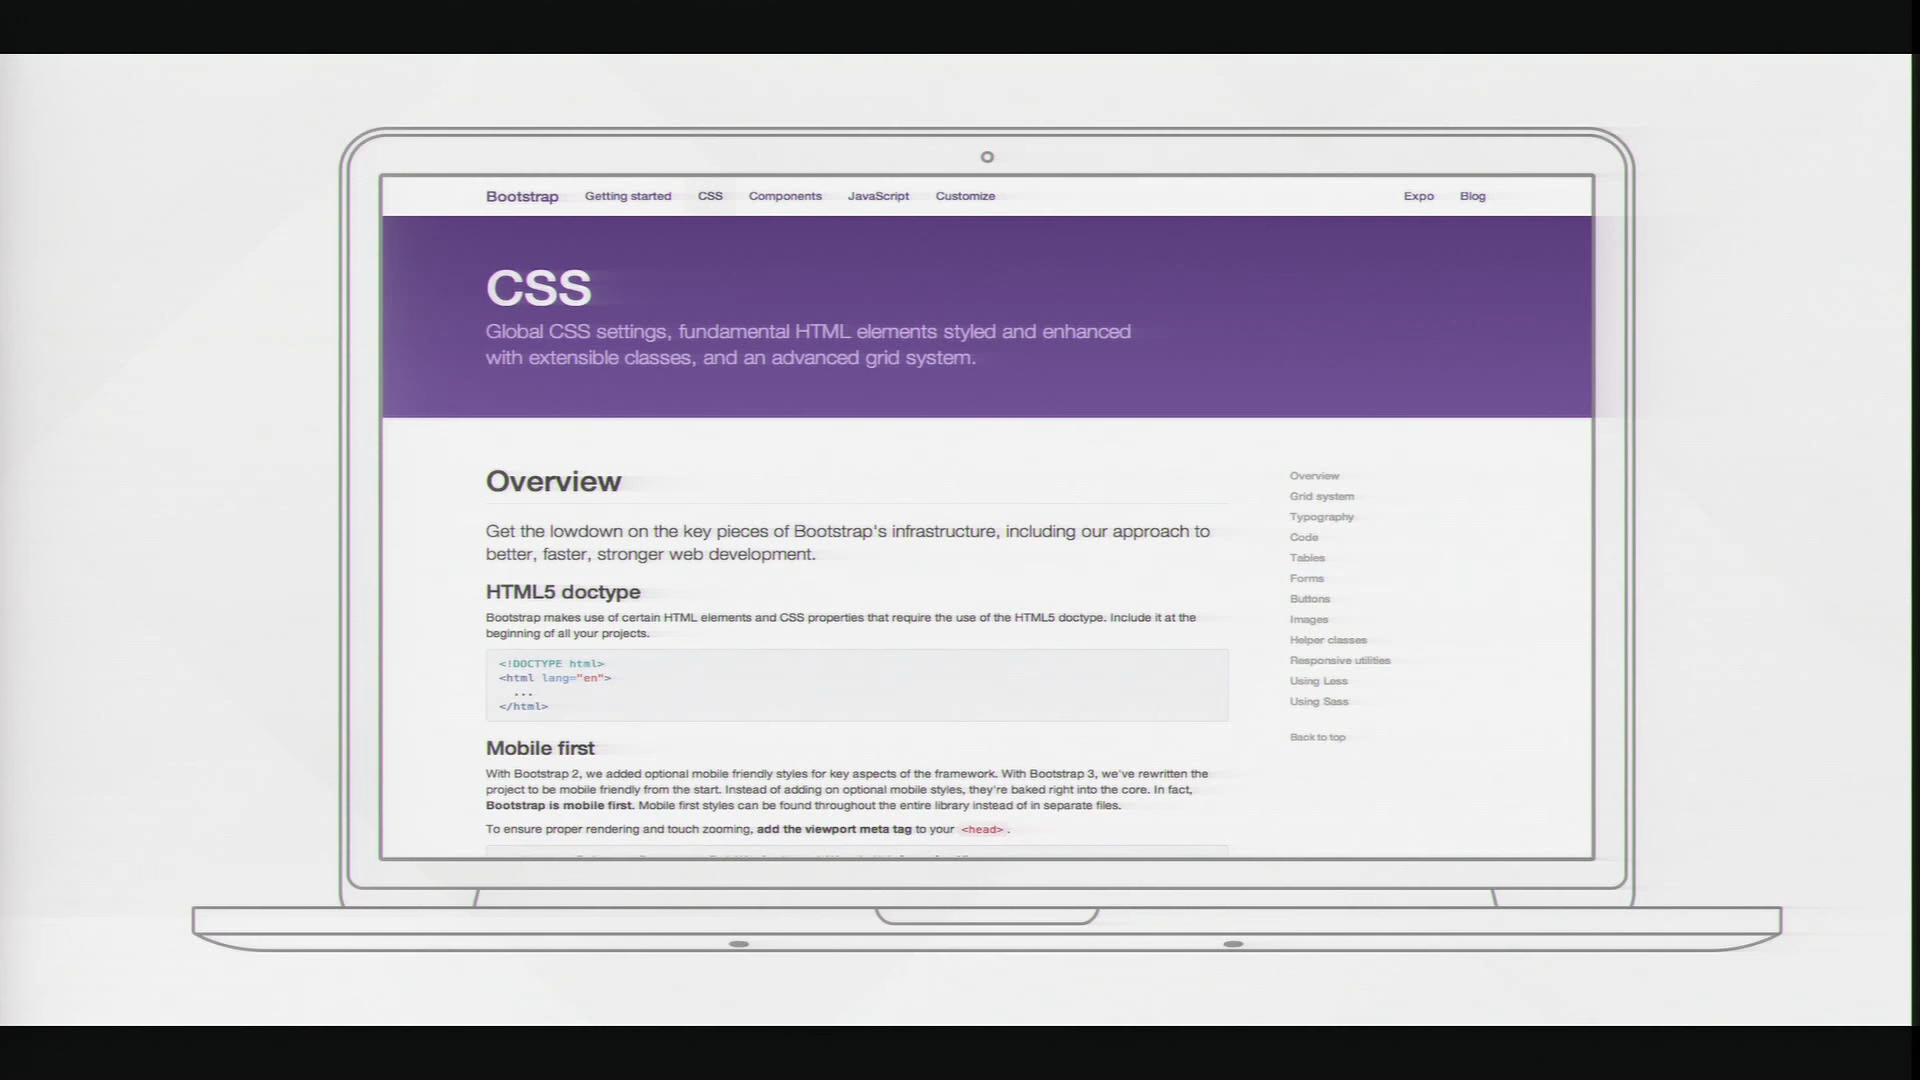 Bootstrap Getting started CSS Components JavaScript Customize Expo Blog
CSS
Global CSS settings, fundamental HTML elements styled and enhanced
with extensible classes, and an advanced grid system.
Overview
Get the lowdown on the key pieces of Bootstrap's infrastructure, including our approach to
better, faster, stronger web development.
HTML5 doctype
Bootstrap makes use of certain HTML elements and CSS properties that require the use of the HTML5 doctype. Include it at the
beginning of all your projects.
<!DOCTYPE html>
<html lang="en">
...
</html>
Mobile first
With Bootstrap 2, we added optional mobile friendly styles for key aspects of the framework. With Bootstrap 3, we've rewritten the
project to be mobile friendly from the start. Instead of adding on optional mobile styles, they're baked right into the core. In fact,
Bootstrap is mobile first. Mobile first styles can be found throughout the entire library instead of in separate files.
To ensure proper rendering and touch zooming, add the viewport meta tag to your <head>.
Overview
Grid system
Typography
Code
Tables
Forms
Buttons
Images
Helper classes
Responsive utilities
Using Less
Using Sass
Back to top